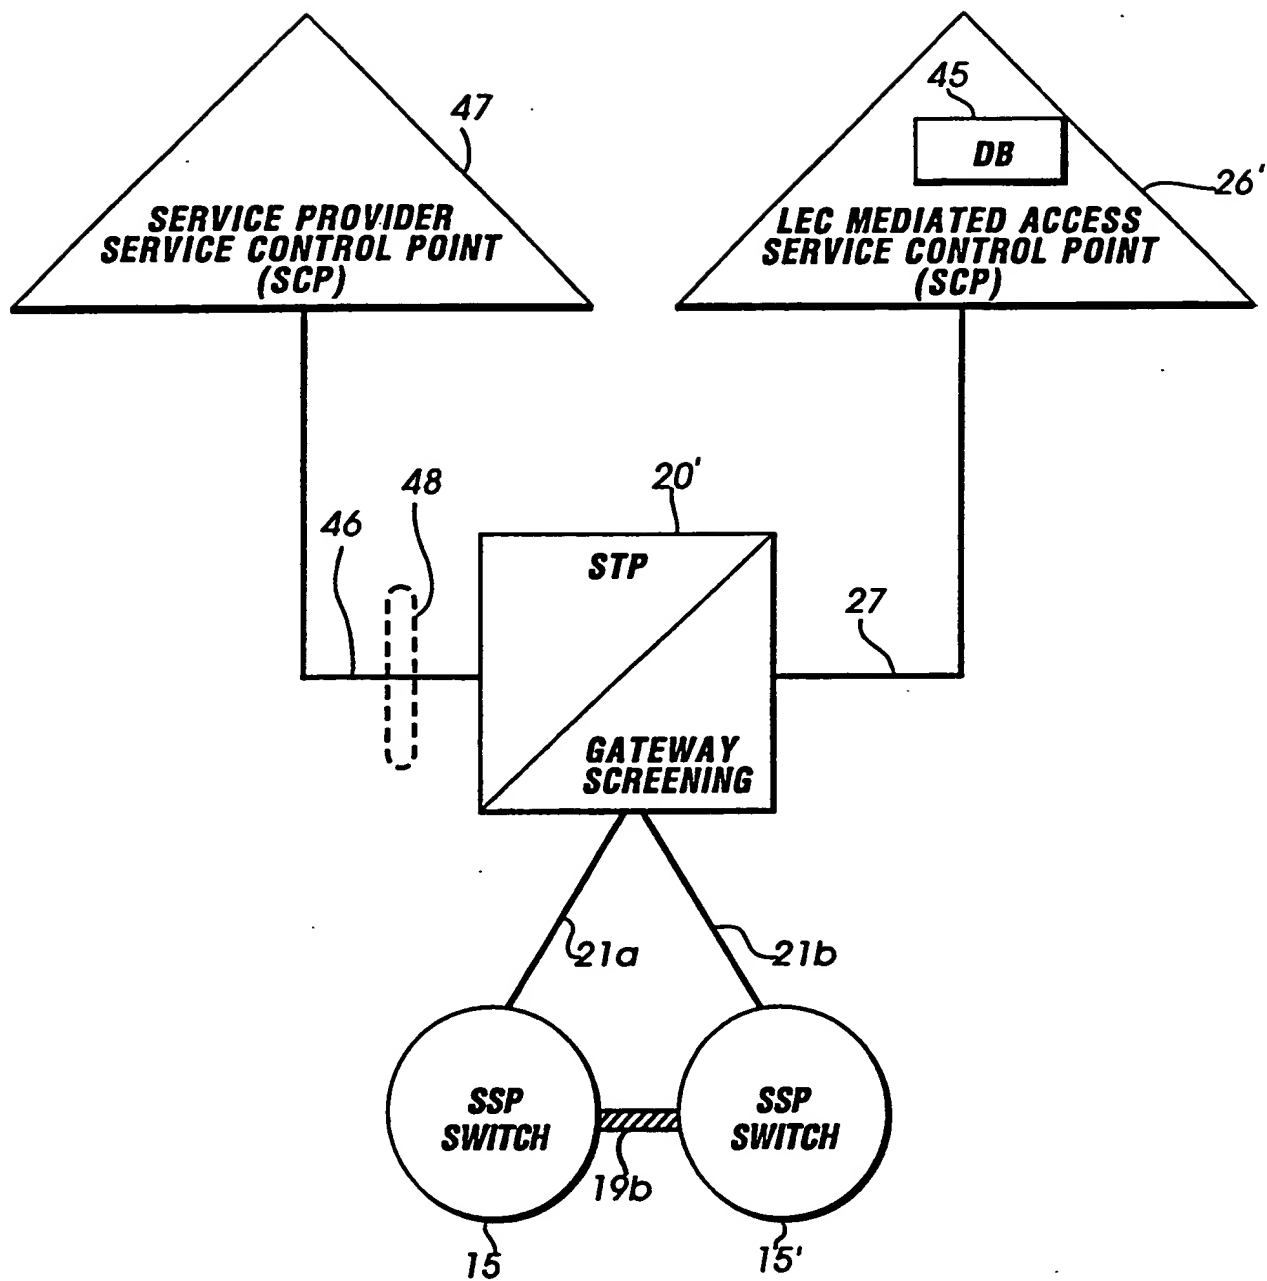 47
SERVICE PROVIDER
SERVICE CONTROL POINT
(SCP)
45
DB
26'
LEC MEDIATED ACCESS
SERVICE CONTROL POINT
(SCP)
48
46
20'
STP
27
GATEWAY
SCREENING
21a
21b
SSP
SWITCH
SSP
SWITCH
19b
15
15'